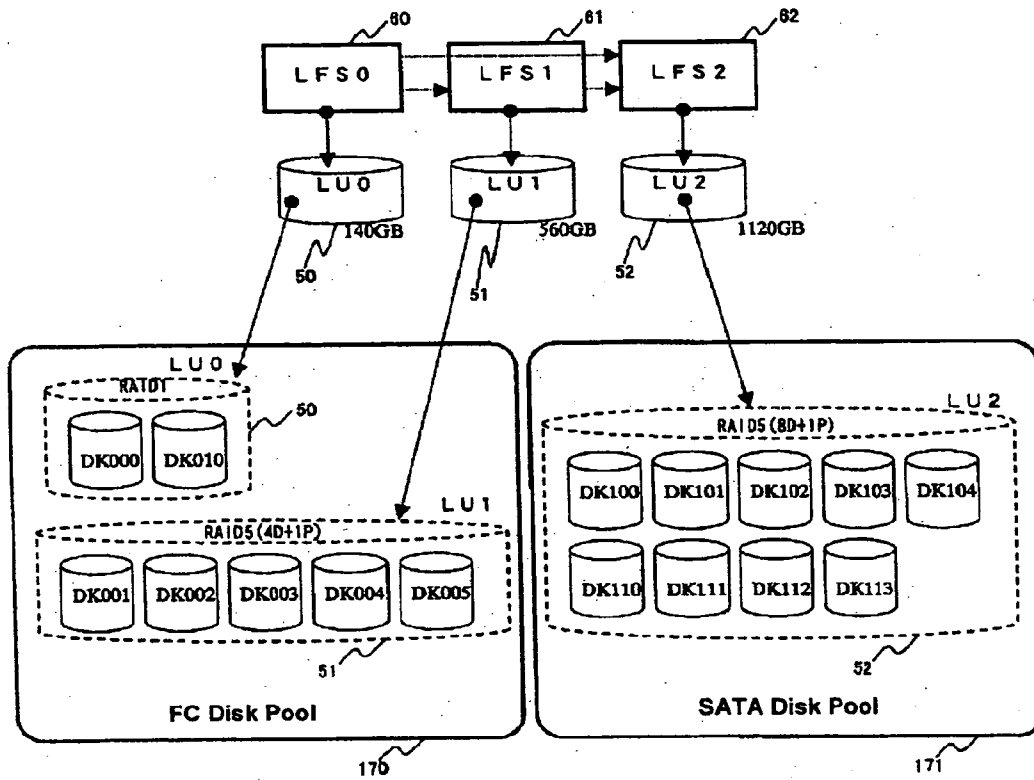 60
61
62
LFS0
LFS1
LFS2
LU0
LU1
LU2
140GB
560GB
1120GB
50
51
52
LU0
RAID1
50
DK000
DK010
LU1
RAID5(4D+1P)
DK001
DK002
DK003
DK004
DK005
51
FC Disk Pool
170
LU2
RAID5(8D+1P)
DK100
DK101
DK102
DK103
DK104
DK110
DK111
DK112
DK113
52
SATA Disk Pool
171